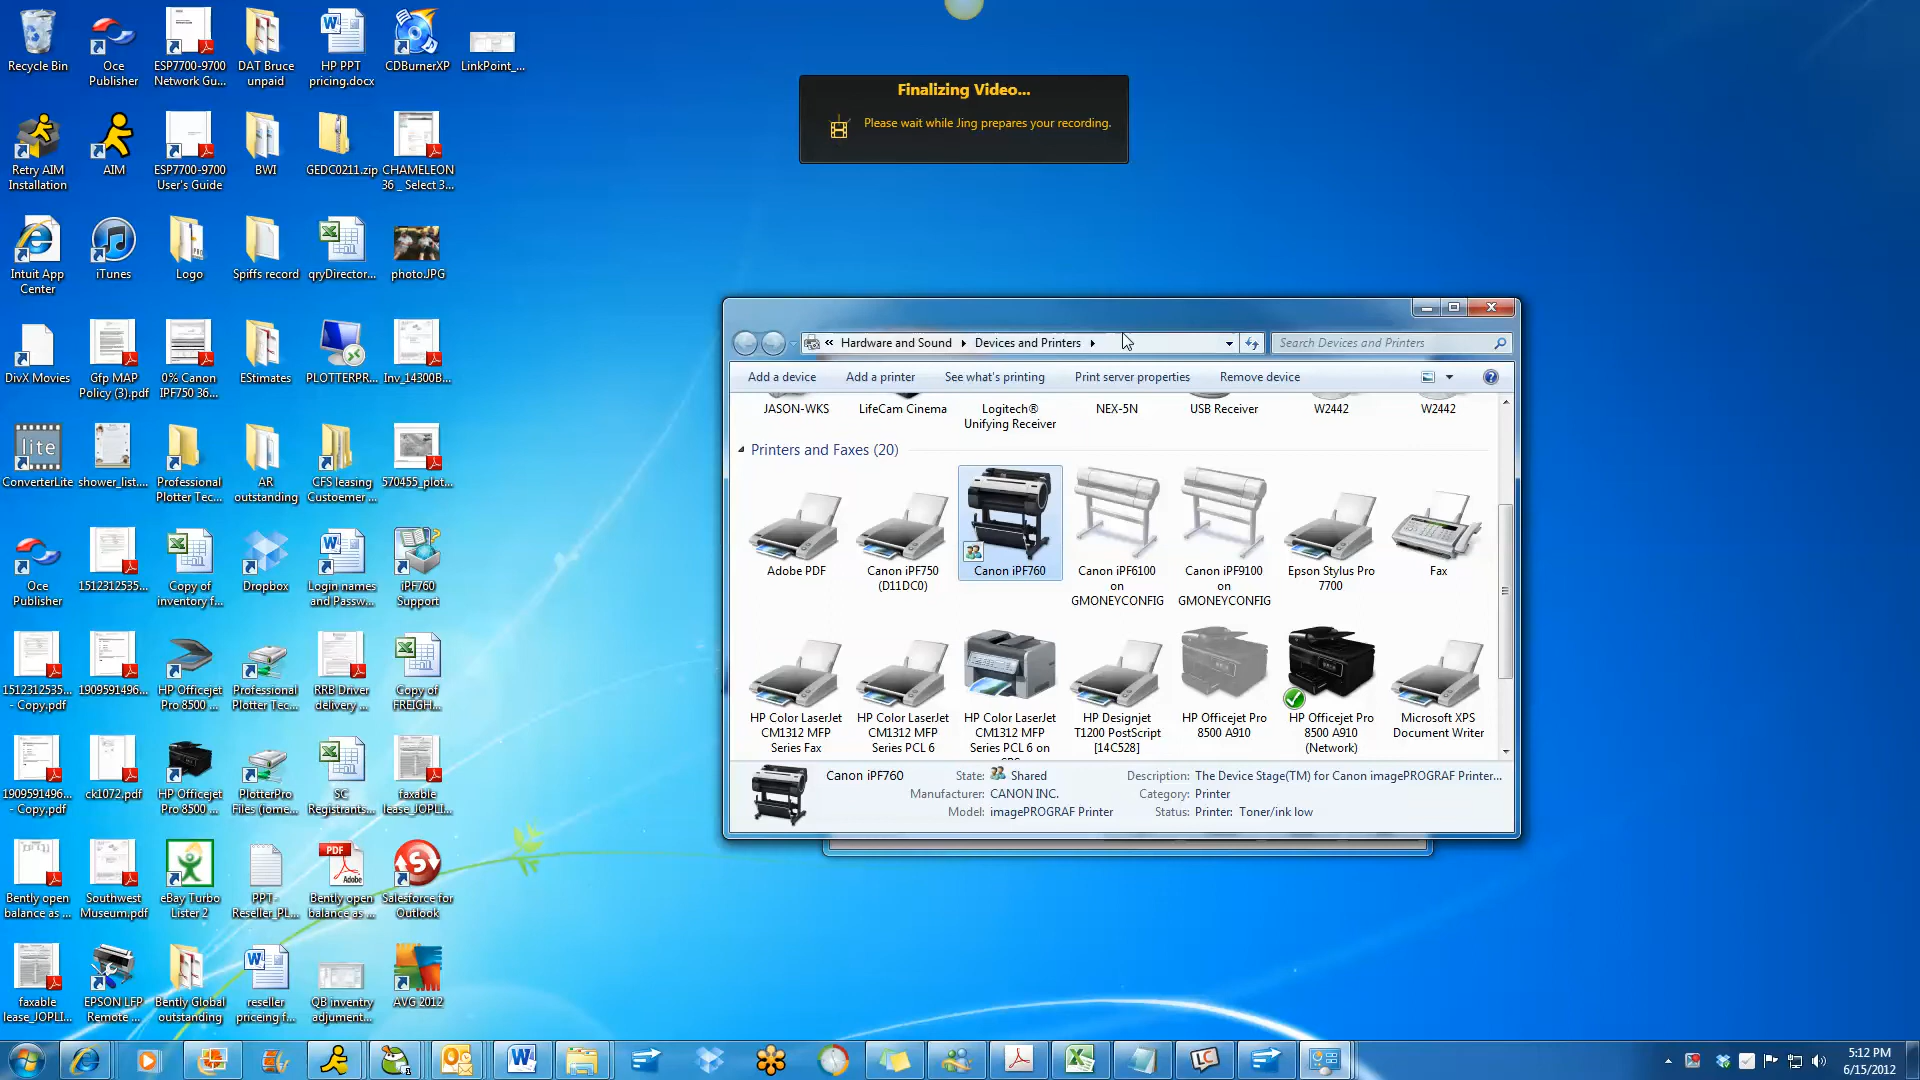 Recycle Bin
Oce
Publisher
ESP7700-9700
Network Gu...
DAT Bruce
unpaid
HP PPT
pricing.docx
CDBurnerXP
LinkPoint_...
Retry AIM
Installation
AIM
ESP7700-9700
User's Guide
BWI
GEDC0211.zip
CHAMELEON
36 _ Select 3...
Intuit App
Center
iTunes
Logo
Spiffs record
qryDirector...
photo.JPG
DivX Movies
Gfp MAP
Policy (3).pdf
0% Canon
IPF750 36...
EStimates
PLOTTERPR...
Inv_14300B...
lite
ConverterLite
shower_list....
Professional
Plotter Tec...
AR
outstanding
CFS leasing
Custoemer ...
570455_plot...
Oce
Publisher
1512312535...
Copy of
inventory f...
Dropbox
Login names
and Passw...
iPF760
Support
1512312535...
- Copy.pdf
1909591496...
HP Officejet
Pro 8500 ...
Professional
Plotter Tec...
RRB Driver
delivery ...
Copy of
FREIGH...
1909591496...
- Copy.pdf
ck1072.pdf
HP Officejet
Pro 8500 ...
PlotterPro
Files (iome...
SC
Registrants...
faxable
lease_JOPLI...
Bently open
balance as ...
Southwest
Museum.pdf
eBay Turbo
Lister 2
PPT-
Reseller_PL...
PDF
Adobe
Bently open
balance as ...
Salesforce for
Outlook
faxable
lease_JOPLI...
EPSON LFP
Remote ...
Bently Global
outstanding
reseller
priceing f...
QB inventry
adjument...
AVG 2012
Finalizing Video...
Please wait while Jing prepares your recording.
« Hardware and Sound Devices and Printers
Search Devices and Printers
Add a device Add a printer See what's printing Print server properties Remove device
JASON-WKS
LifeCam Cinema
Logitech®
Unifying Receiver
NEX-5N
USB Receiver
W2442
W2442
Printers and Faxes (20)
Adobe PDF
Canon iPF750
(D11DC0)
Canon iPF760
Canon iPF6100
on
GMONEYCONFIG
Canon iPF9100
on
GMONEYCONFIG
Epson Stylus Pro
7700
Fax
HP Color LaserJet
CM1312 MFP
Series Fax
HP Color LaserJet
CM1312 MFP
Series PCL 6
HP Color LaserJet
CM1312 MFP
Series PCL 6 on
HP Designjet
T1200 PostScript
[14C528]
HP Officejet Pro
8500 A910
HP Officejet Pro
8500 A910
(Network)
Microsoft XPS
Document Writer
Canon iPF760
State: Shared
Manufacturer: CANON INC.
Model: imagePROGRAF Printer
Description: The Device Stage(TM) for Canon imagePROGRAF Printer...
Category: Printer
Status: Printer: Toner/ink low
LC
5:12 PM
6/15/2012